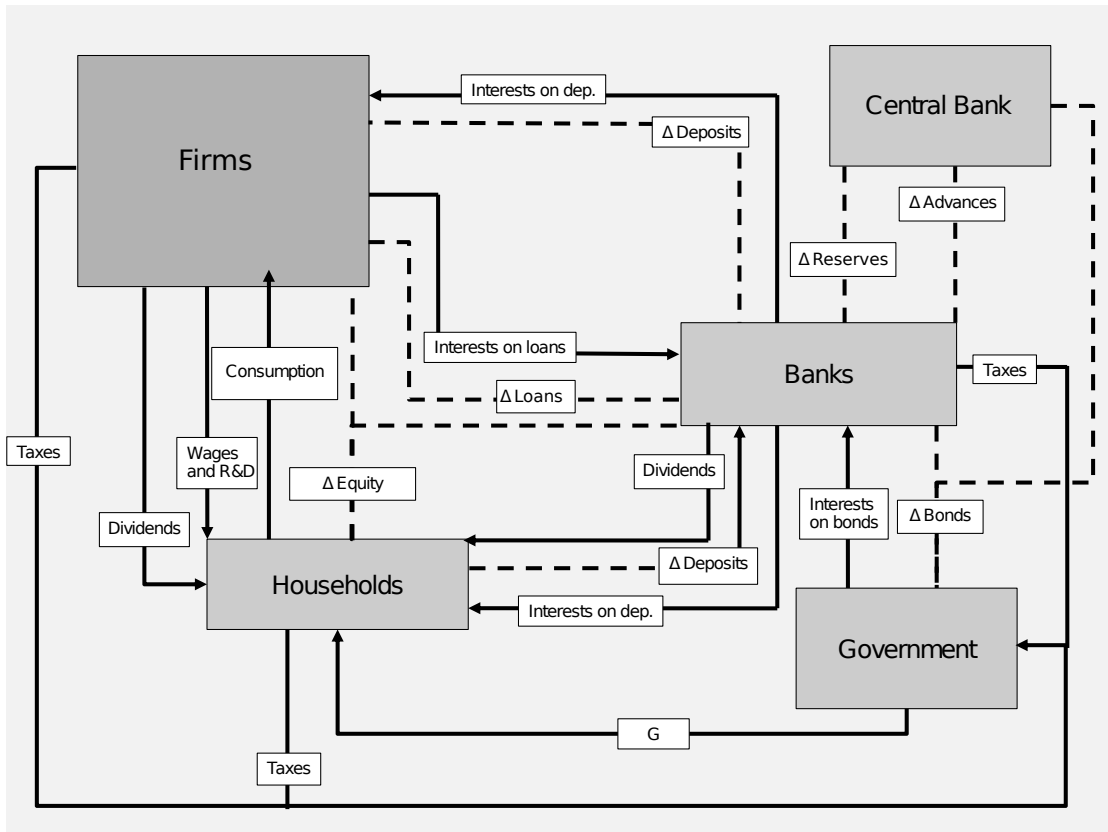 Interests on dep.
Central Bank
Δ Deposits
Firms
Δ Advances
Δ Reserves
Interests on loans
Consumption
Banks
Taxes
Δ Loans
Taxes
Wages
and R&D
Δ Equity
Dividends
Interests
on bonds
Δ Bonds
Dividends
Δ Deposits
Households
Interests on dep.
Government
G
Taxes